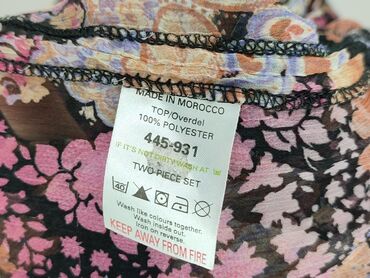 MADE IN MOROCCO
TOP/Overdel
100% POLYESTER
445-931
IF IT'S NOT DIRTY WASH AT
TWO PIECE SET
40
Wash like colours together.
Wash inside out.
Iron on reverse.
KEEP AWAY FROM FIRE